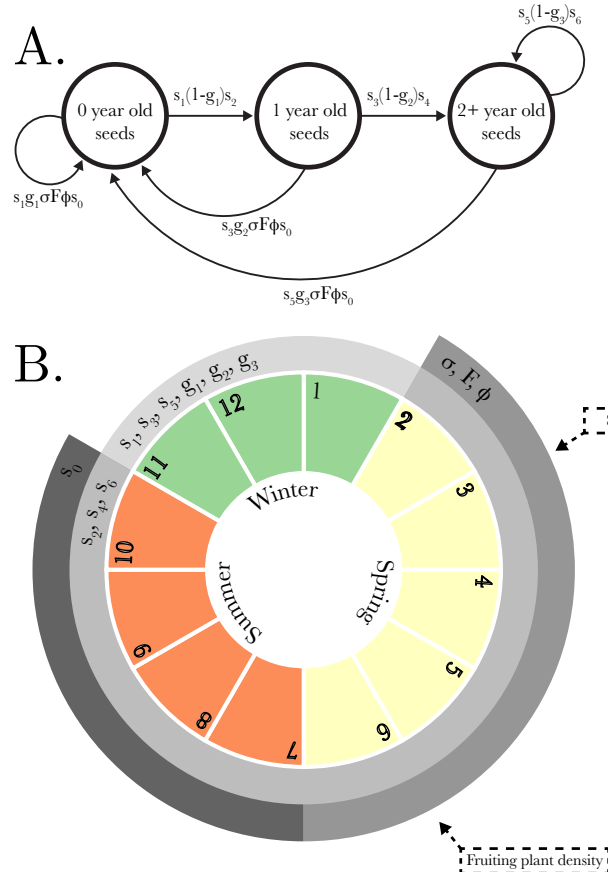 A.
s₅(1-g₃)s₆
s₁(1-g₁)s₂
s₃(1-g₂)s₄
0 year old
seeds
1 year old
seeds
2+ year old
seeds
s₁g₁σFϕs₀
s₃g₂σFϕs₀
s₅g₃σFϕs₀
B.
s₁, s₃, s₅, g₁, g₂, g₃
σ, F, ϕ
s₀
s₂, s₄, s₆
11
12
1
2
3
4
5
6
7
8
9
10
Winter
Spring
Summer
Fruiting plant density